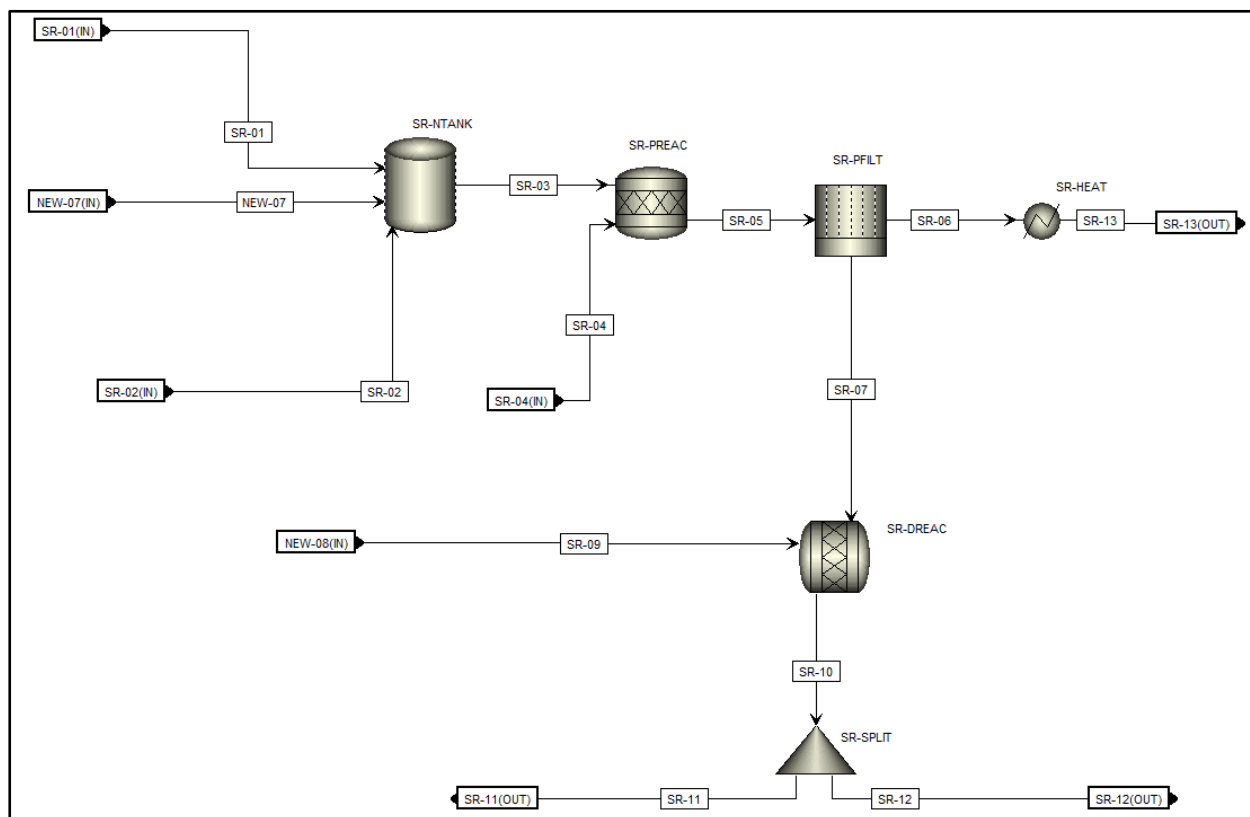 SR-01(IN)
SR-NTANK
SR-01
SR-PREAC
SR-PFILT
SR-HEAT
SR-03
NEW-07(IN)
NEW-07
SR-05
SR-06
SR-13
SR-13(OUT)
SR-04
SR-02(IN)
SR-02
SR-04(IN)
SR-07
SR-DREAC
NEW-08(IN)
SR-09
SR-10
SR-SPLIT
SR-11(OUT)
SR-11
SR-12
SR-12(OUT)